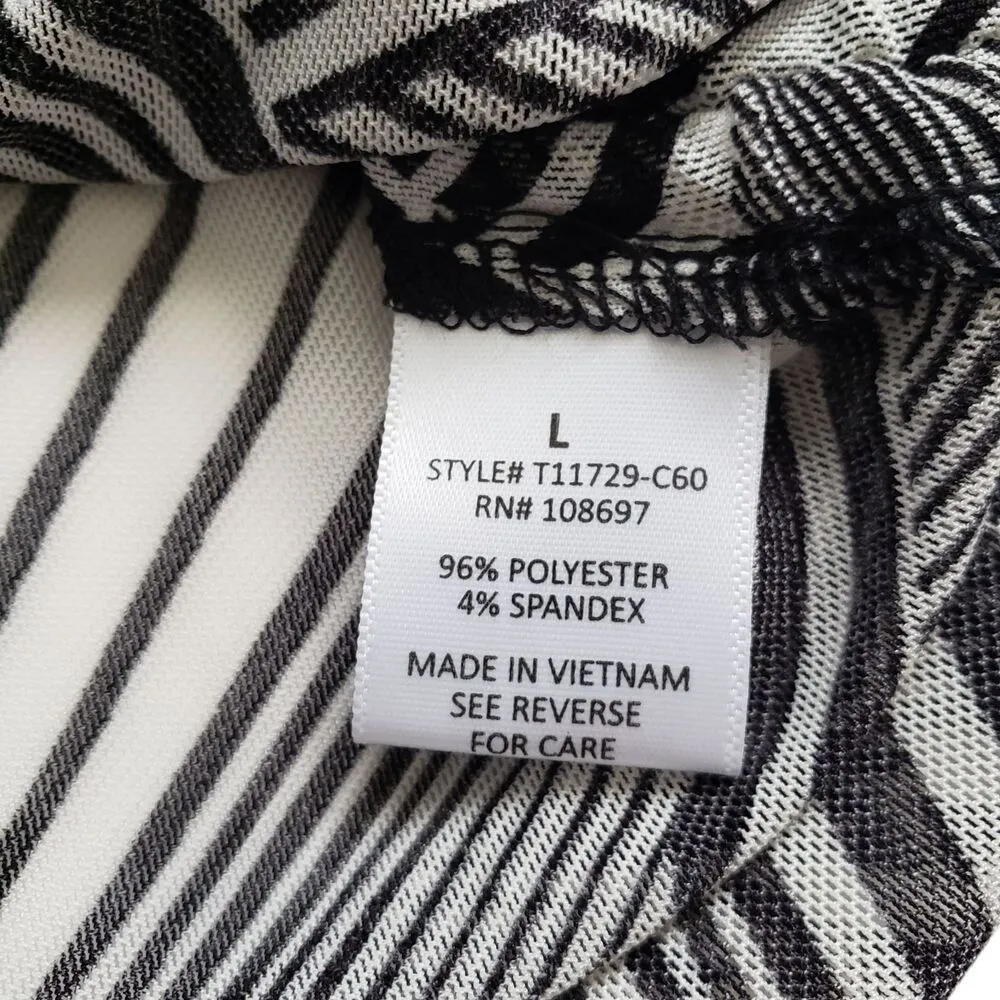 L
STYLE# T11729-C60
RN# 108697
96% POLYESTER
4% SPANDEX
MADE IN VIETNAM
SEE REVERSE
FOR CARE